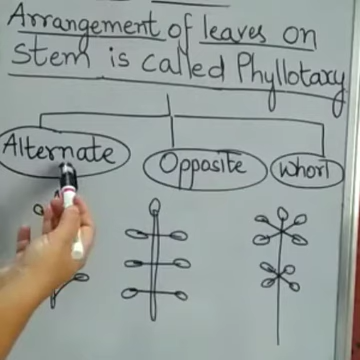 Arrangement of leaves on
Stem is called Phyllotaxy
Alternate
Opposite
Whorl